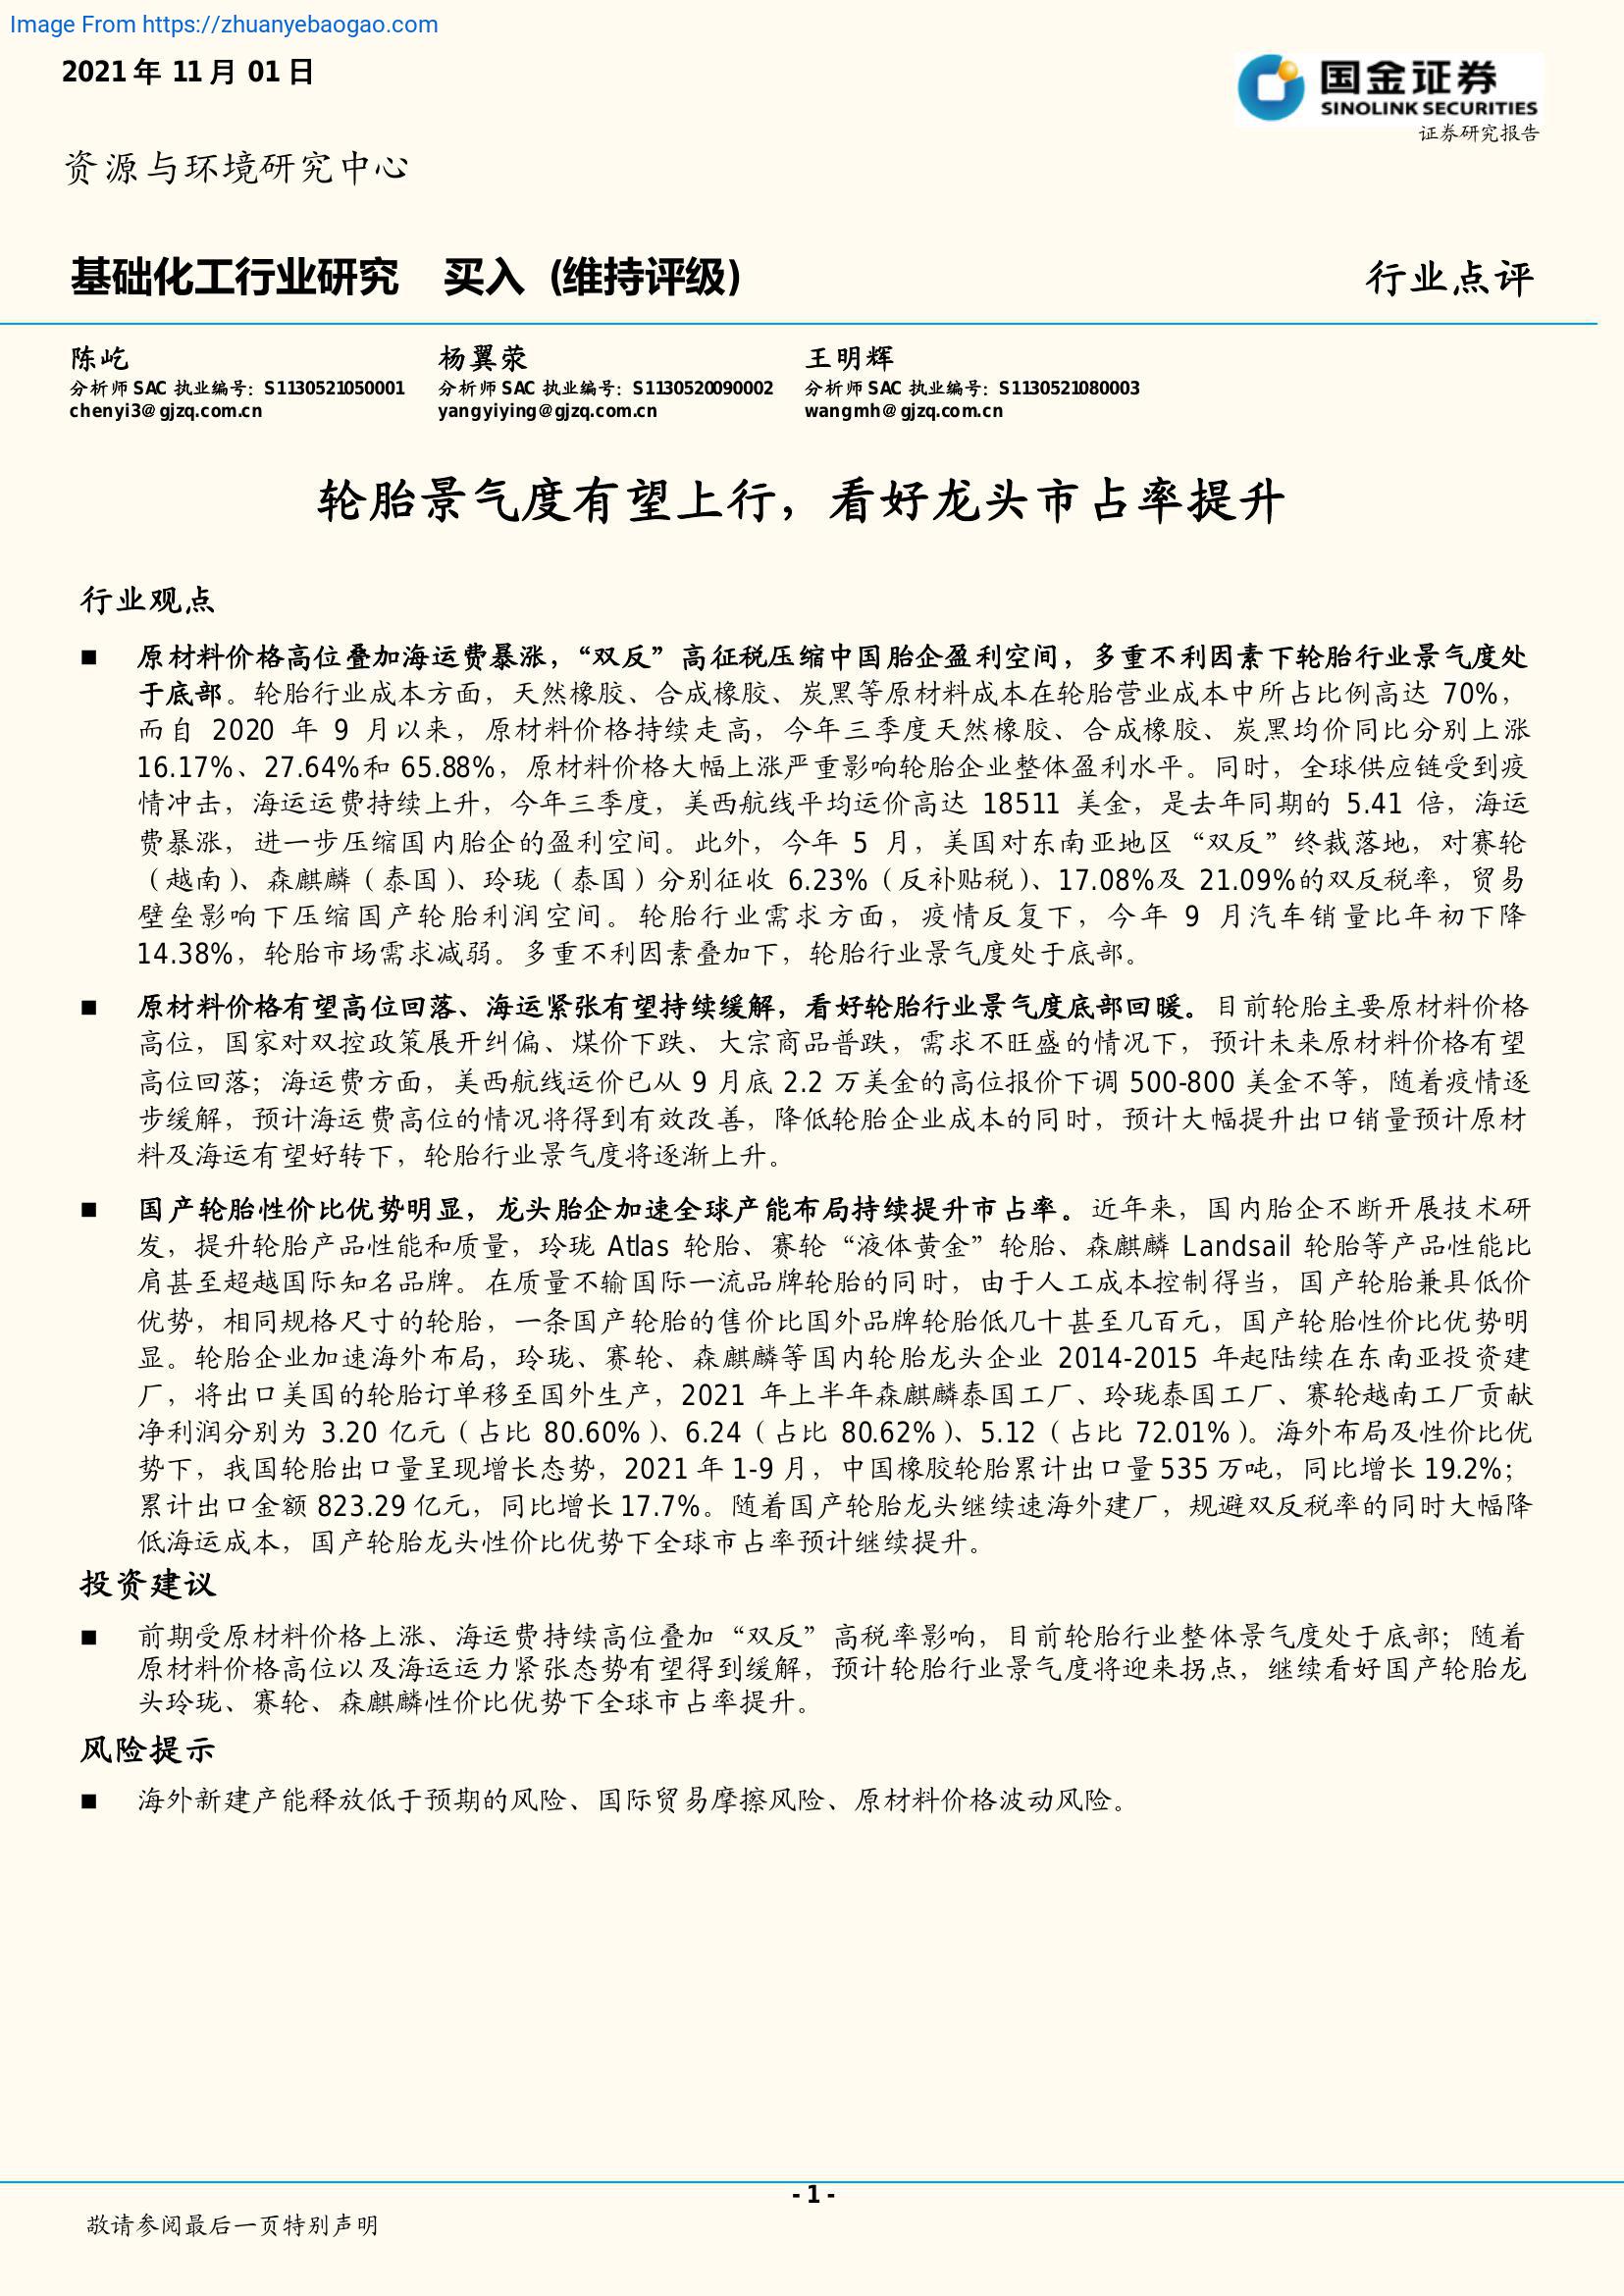 Image From https://zhuanyebaogao.com
2021年 11月 01日
国金证券
SINOLINK SECURITIES
证券研究报告
资源与环境研究中心
基础化工行业研究 买入 (维持评级)
行业点评
陈屹
分析师 SAC 执业编号：S1130521050001
chenyi3@gjzq.com.cn
杨翼荥
分析师 SAC 执业编号：S1130520090002
yangyiying@gjzq.com.cn
王明辉
分析师 SAC 执业编号：S1130521080003
wangmh@gjzq.com.cn
轮胎景气度有望上行，看好龙头市占率提升
行业观点
■ 原材料价格高位叠加海运费暴涨，“双反”高征税压缩中国胎企盈利空间，多重不利因素下轮胎行业景气度处
于底部。轮胎行业成本方面，天然橡胶、合成橡胶、炭黑等原材料成本在轮胎营业成本中所占比例高达 70%，
而自 2020 年 9 月以来，原材料价格持续走高，今年三季度天然橡胶、合成橡胶、炭黑均价同比分别上涨
16.17%、27.64%和 65.88%，原材料价格大幅上涨严重影响轮胎企业整体盈利水平。同时，全球供应链受到疫
情冲击，海运运费持续上升，今年三季度，美西航线平均运价高达 18511 美金，是去年同期的 5.41 倍，海运
费暴涨，进一步压缩国内胎企的盈利空间。此外，今年 5 月，美国对东南亚地区“双反”终裁落地，对赛轮
（越南）、森麒麟（泰国）、玲珑（泰国）分别征收 6.23%（反补贴税）、17.08%及 21.09%的双反税率，贸易
壁垒影响下压缩国产轮胎利润空间。轮胎行业需求方面，疫情反复下，今年 9 月汽车销量比年初下降
14.38%，轮胎市场需求减弱。多重不利因素叠加下，轮胎行业景气度处于底部。
■ 原材料价格有望高位回落、海运紧张有望持续缓解，看好轮胎行业景气度底部回暖。目前轮胎主要原材料价格
高位，国家对双控政策展开纠偏、煤价下跌、大宗商品普跌，需求不旺盛的情况下，预计未来原材料价格有望
高位回落；海运费方面，美西航线运价已从 9 月底 2.2 万美金的高位报价下调 500-800 美金不等，随着疫情逐
步缓解，预计海运费高位的情况将得到有效改善，降低轮胎企业成本的同时，预计大幅提升出口销量预计原材
料及海运有望好转下，轮胎行业景气度将逐渐上升。
■ 国产轮胎性价比优势明显，龙头胎企加速全球产能布局持续提升市占率。近年来，国内胎企不断开展技术研
发，提升轮胎产品性能和质量，玲珑 Atlas 轮胎、赛轮“液体黄金”轮胎、森麒麟 Landsail 轮胎等产品性能比
肩甚至超越国际知名品牌。在质量不输国际一流品牌轮胎的同时，由于人工成本控制得当，国产轮胎兼具低价
优势，相同规格尺寸的轮胎，一条国产轮胎的售价比国外品牌轮胎低几十甚至几百元，国产轮胎性价比优势明
显。轮胎企业加速海外布局，玲珑、赛轮、森麒麟等国内轮胎龙头企业 2014-2015 年起陆续在东南亚投资建
厂，将出口美国的轮胎订单移至国外生产，2021 年上半年森麒麟泰国工厂、玲珑泰国工厂、赛轮越南工厂贡献
净利润分别为 3.20 亿元（占比 80.60%）、6.24（占比 80.62%）、5.12（占比 72.01%）。海外布局及性价比优
势下，我国轮胎出口量呈现增长态势，2021 年 1-9 月，中国橡胶轮胎累计出口量 535 万吨，同比增长 19.2%；
累计出口金额 823.29 亿元，同比增长 17.7%。随着国产轮胎龙头继续速海外建厂，规避双反税率的同时大幅降
低海运成本，国产轮胎龙头性价比优势下全球市占率预计继续提升。
投资建议
■ 前期受原材料价格上涨、海运费持续高位叠加“双反”高税率影响，目前轮胎行业整体景气度处于底部；随着
原材料价格高位以及海运运力紧张态势有望得到缓解，预计轮胎行业景气度将迎来拐点，继续看好国产轮胎龙
头玲珑、赛轮、森麒麟性价比优势下全球市占率提升。
风险提示
■ 海外新建产能释放低于预期的风险、国际贸易摩擦风险、原材料价格波动风险。
- 1 -
敬请参阅最后一页特别声明